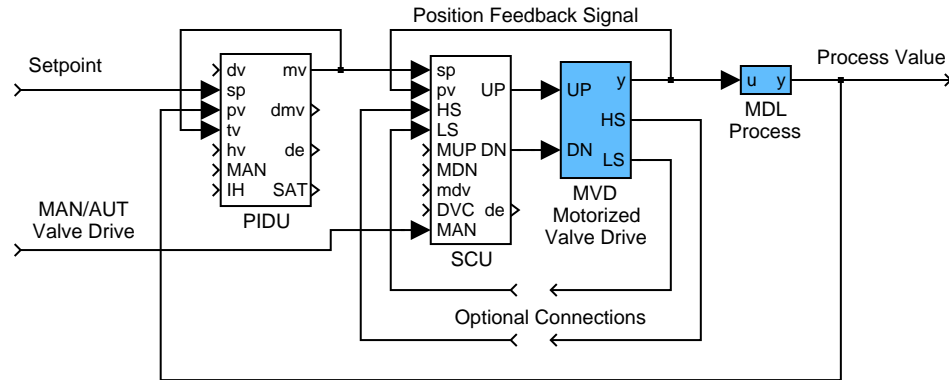 Position Feedback Signal
Setpoint
Process Value
dv
sp
pv
tv
hv
MAN
IH
mv
dmv
de
SAT
PIDU
MAN/AUT
Valve Drive
sp
pv
HS
LS
MUP
MDN
mdv
DVC
MAN
UP
DN
de
SCU
UP
DN
y
HS
LS
MVD
Motorized
Valve Drive
u y
MDL
Process
Optional Connections